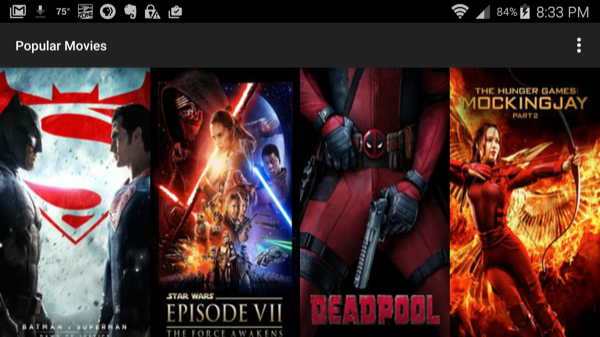 75°
84%
8:33 PM
Popular Movies
BATMAN v SUPERMAN
STAR WARS
EPISODE VII
THE FORCE AWAKENS
DEADPOOL
THE HUNGER GAMES:
MOCKINGJAY
PART 2